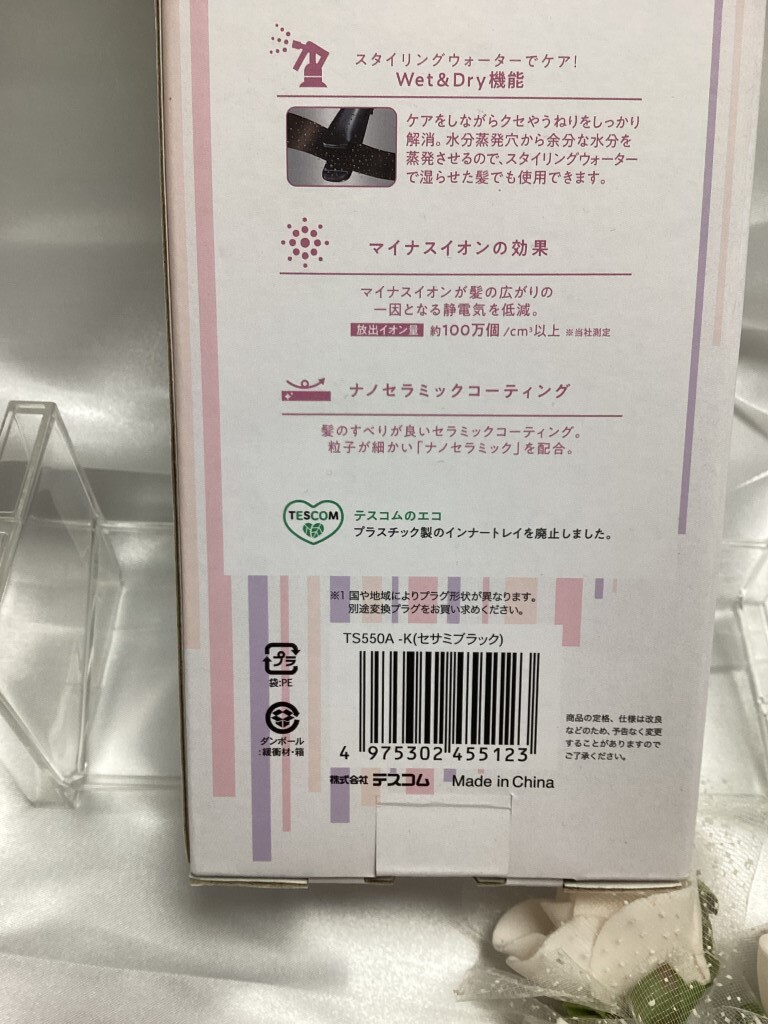 スタイリングウォーターでケア!
Wet&Dry機能
ケアをしながらクセやうねりをしっかり
解消。水分蒸発穴から余分な水分を
蒸発させるので、スタイリングウォーター
で湿らせた髪でも使用できます。
マイナスイオンの効果
マイナスイオンが髪の広がりの
一因となる静電気を低減。
放出イオン量 約100万個/cm³以上 ※当社測定
ナノセラミックコーティング
髪のすべりが良いセラミックコーティング。
粒子が細かい「ナノセラミック」を配合。
TESCOM
テスコムのエコ
プラスチック製のインナートレイを廃止しました。
※1 国や地域によりプラグ形状が異なります。
別途変換プラグをお買い求めください。
TS550A -K(セサミブラック)
プラ
袋:PE
ダンボール
:緩衝材・箱
4 975302 455123
商品の定格、仕様は改良
などのため、予告なく変更
することがありますので
ご了承ください。
株式会社 テスコム Made in China